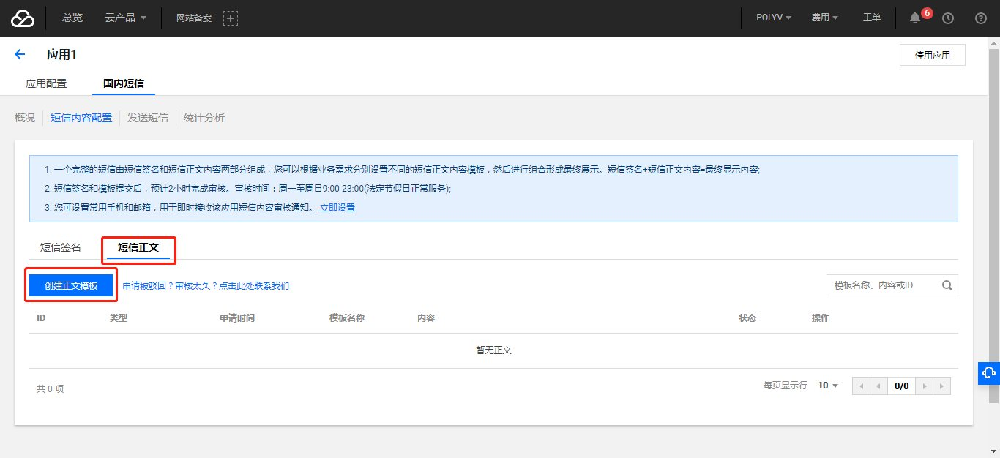 总览 云产品 网站备案 POLYV 费用 工单 6
应用1 停用应用
应用配置 国内短信
概况 短信内容配置 发送短信 统计分析
1. 一个完整的短信由短信签名和短信正文内容两部分组成，您可以根据业务需求分别设置不同的短信正文内容模板，然后进行组合形成最终展示。短信签名+短信正文内容=最终显示内容;
2. 短信签名和模板提交后，预计2小时完成审核。审核时间：周一至周日9:00-23:00(法定节假日正常服务);
3. 您可设置常用手机和邮箱，用于即时接收该应用短信内容审核通知。 立即设置
短信签名 短信正文
创建正文模板 申请被驳回？审核太久？点击此处联系我们 模板名称、内容或ID
ID 类型 申请时间 模板名称 内容 状态 操作
暂无正文
共 0 项 每页显示行 10 0/0